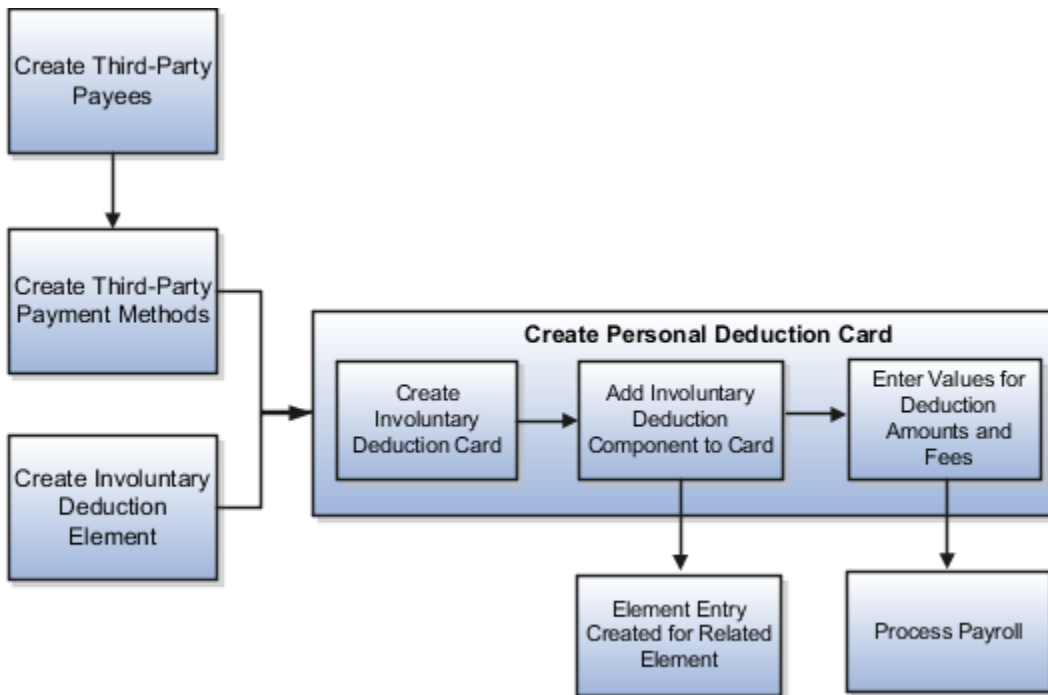 Create Third-Party
Payees
Create Third-Party
Payment Methods
Create Involuntary
Deduction
Element
Create Personal Deduction Card
Create
Involuntary
Deduction Card
Add Involuntary
Deduction
Component to Card
Enter Values for
Deduction
Amounts and
Fees
Element Entry
Created for Related
Element
Process Payroll